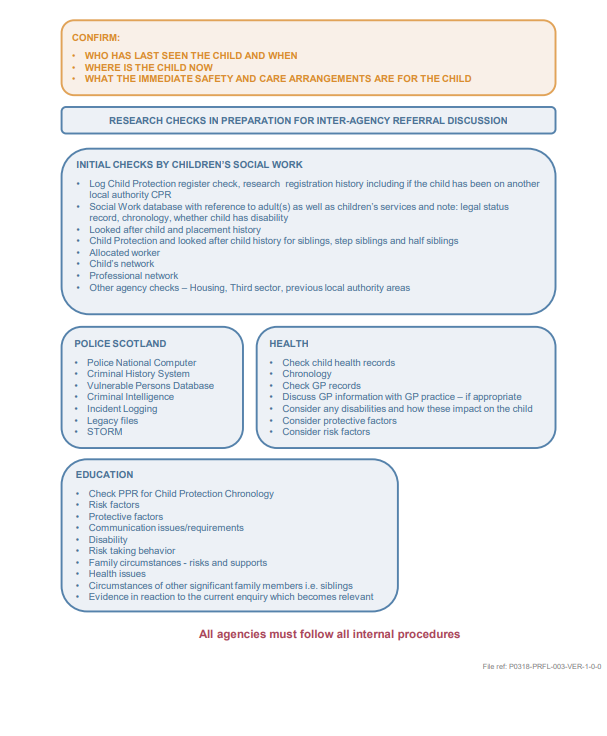 CONFIRM:
• WHO HAS LAST SEEN THE CHILD AND WHEN
• WHERE IS THE CHILD NOW
• WHAT THE IMMEDIATE SAFETY AND CARE ARRANGEMENTS ARE FOR THE CHILD
RESEARCH CHECKS IN PREPARATION FOR INTER-AGENCY REFERRAL DISCUSSION
INITIAL CHECKS BY CHILDREN'S SOCIAL WORK
• Log Child Protection register check, research registration history including if the child has been on another
local authority CPR
• Social Work database with reference to adult(s) as well as children's services and note: legal status
record, chronology, whether child has disability
• Looked after child and placement history
• Child Protection and looked after child history for siblings, step siblings and half siblings
• Allocated worker
• Child's network
• Professional network
• Other agency checks – Housing, Third sector, previous local authority areas
POLICE SCOTLAND
• Police National Computer
• Criminal History System
• Vulnerable Persons Database
• Criminal Intelligence
• Incident Logging
• Legacy files
• STORM
HEALTH
• Check child health records
• Chronology
• Check GP records
• Discuss GP information with GP practice – if appropriate
• Consider any disabilities and how these impact on the child
• Consider protective factors
• Consider risk factors
EDUCATION
• Check PPR for Child Protection Chronology
• Risk factors
• Protective factors
• Communication issues/requirements
• Disability
• Risk taking behavior
• Family circumstances - risks and supports
• Health issues
• Circumstances of other significant family members i.e. siblings
• Evidence in reaction to the current enquiry which becomes relevant
All agencies must follow all internal procedures
File ref: P0318-PRFL-003-VER-1-0-0